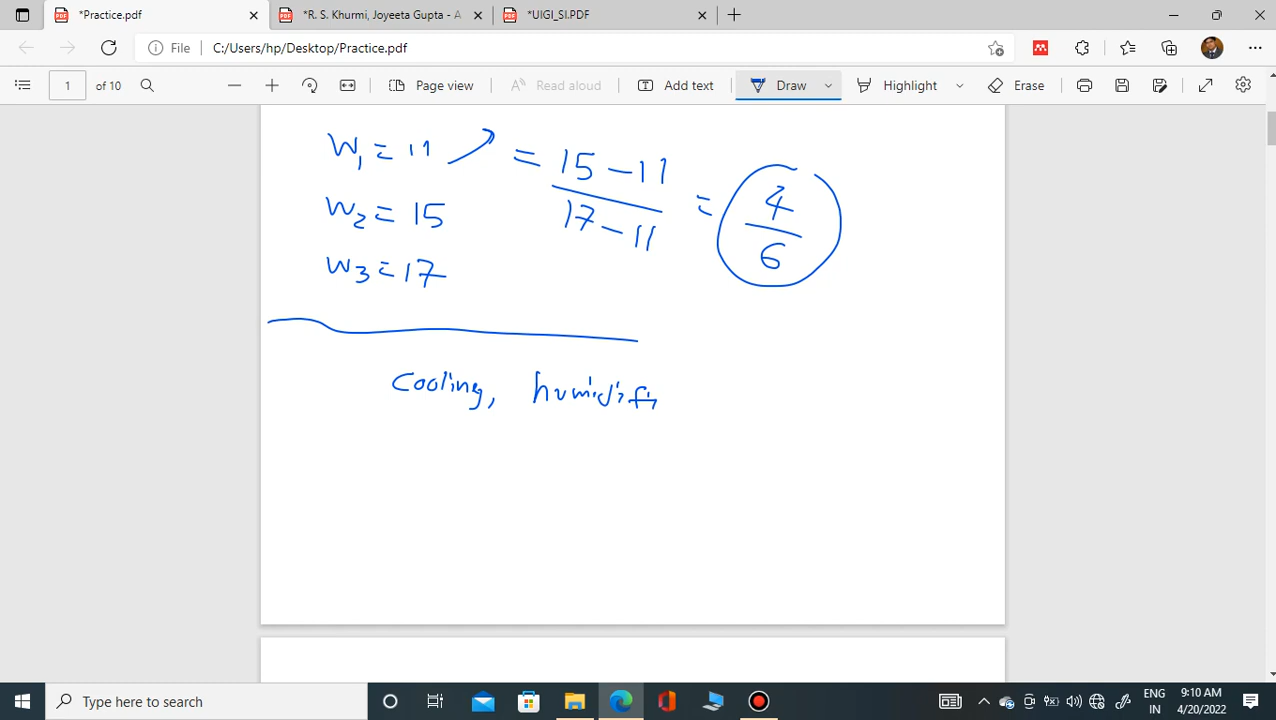 *Practice.pdf
*R. S. Khurmi, Joyeeta Gupta - A
*UIGI_SI.PDF
File
C:/Users/hp/Desktop/Practice.pdf
1 of 10
Page view
Read aloud
Add text
Draw
Highlight
Erase
W1 = 11
= 15 - 11
17 - 11
= 4
6
W2 = 15
W3 = 17
Cooling, humidify
Type here to search
ENG
IN
9:10 AM
4/20/2022